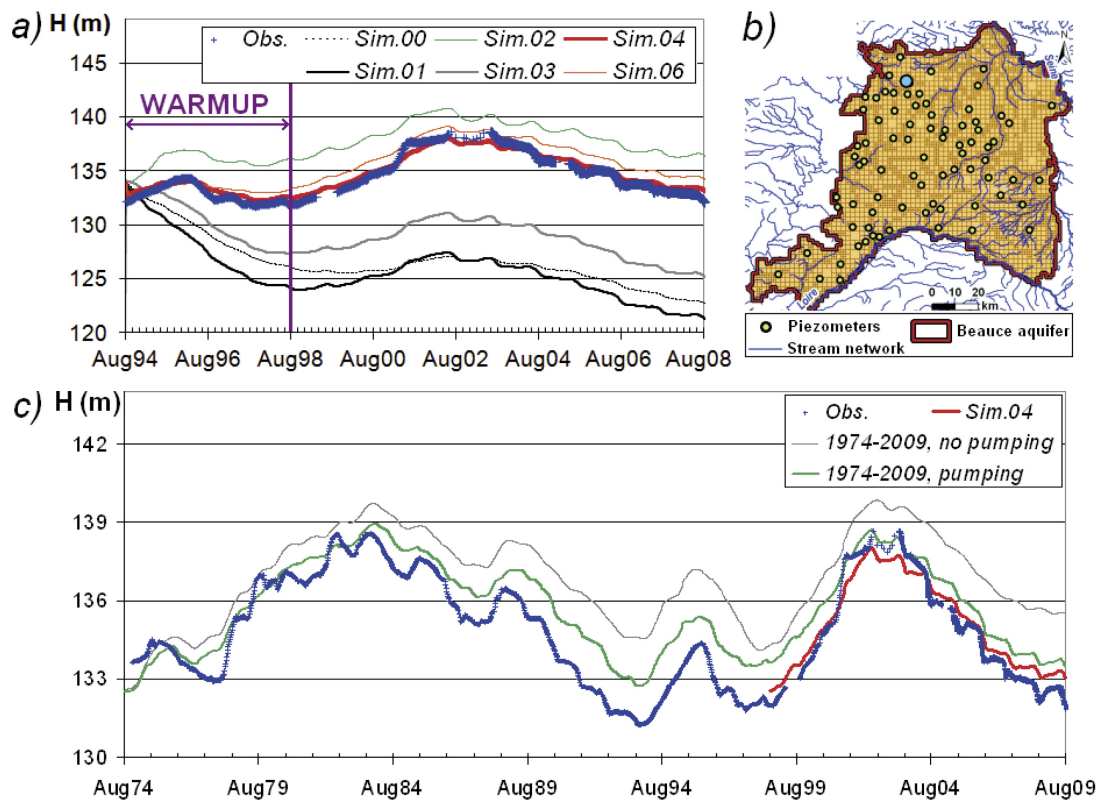 a) H (m)
Obs. Sim.00 Sim.02 Sim.04
Sim.01 Sim.03 Sim.06
WARMUP
145
140
135
130
125
120
Aug94 Aug96 Aug98 Aug00 Aug02 Aug04 Aug06 Aug08
b)
N
Seine
Loire
0 10 20
km
Piezometers Beauce aquifer
Stream network
c) H (m)
Obs. Sim.04
1974-2009, no pumping
1974-2009, pumping
142
139
136
133
130
Aug74 Aug79 Aug84 Aug89 Aug94 Aug99 Aug04 Aug09